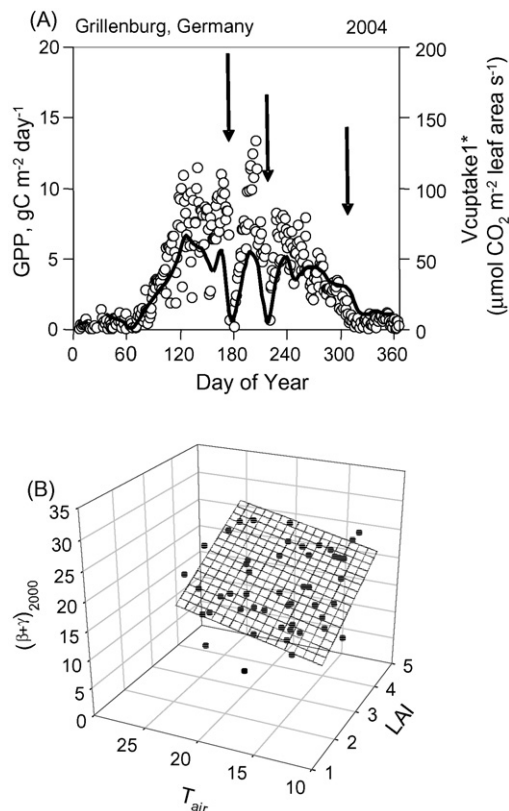 (A) Grillenburg, Germany 2004
20 200
15 150
10 100
5 50
0 0
GPP, gC m⁻² day⁻¹
Vcuptake1*
(μmol CO₂ m⁻² leaf area s⁻¹)
0 60 120 180 240 300 360
Day of Year
(B)
35
30
25
20
15
10
5
0
(β+γ)₂₀₀₀
25 20 15 10
T_air
5
4
3
2
1
LAI